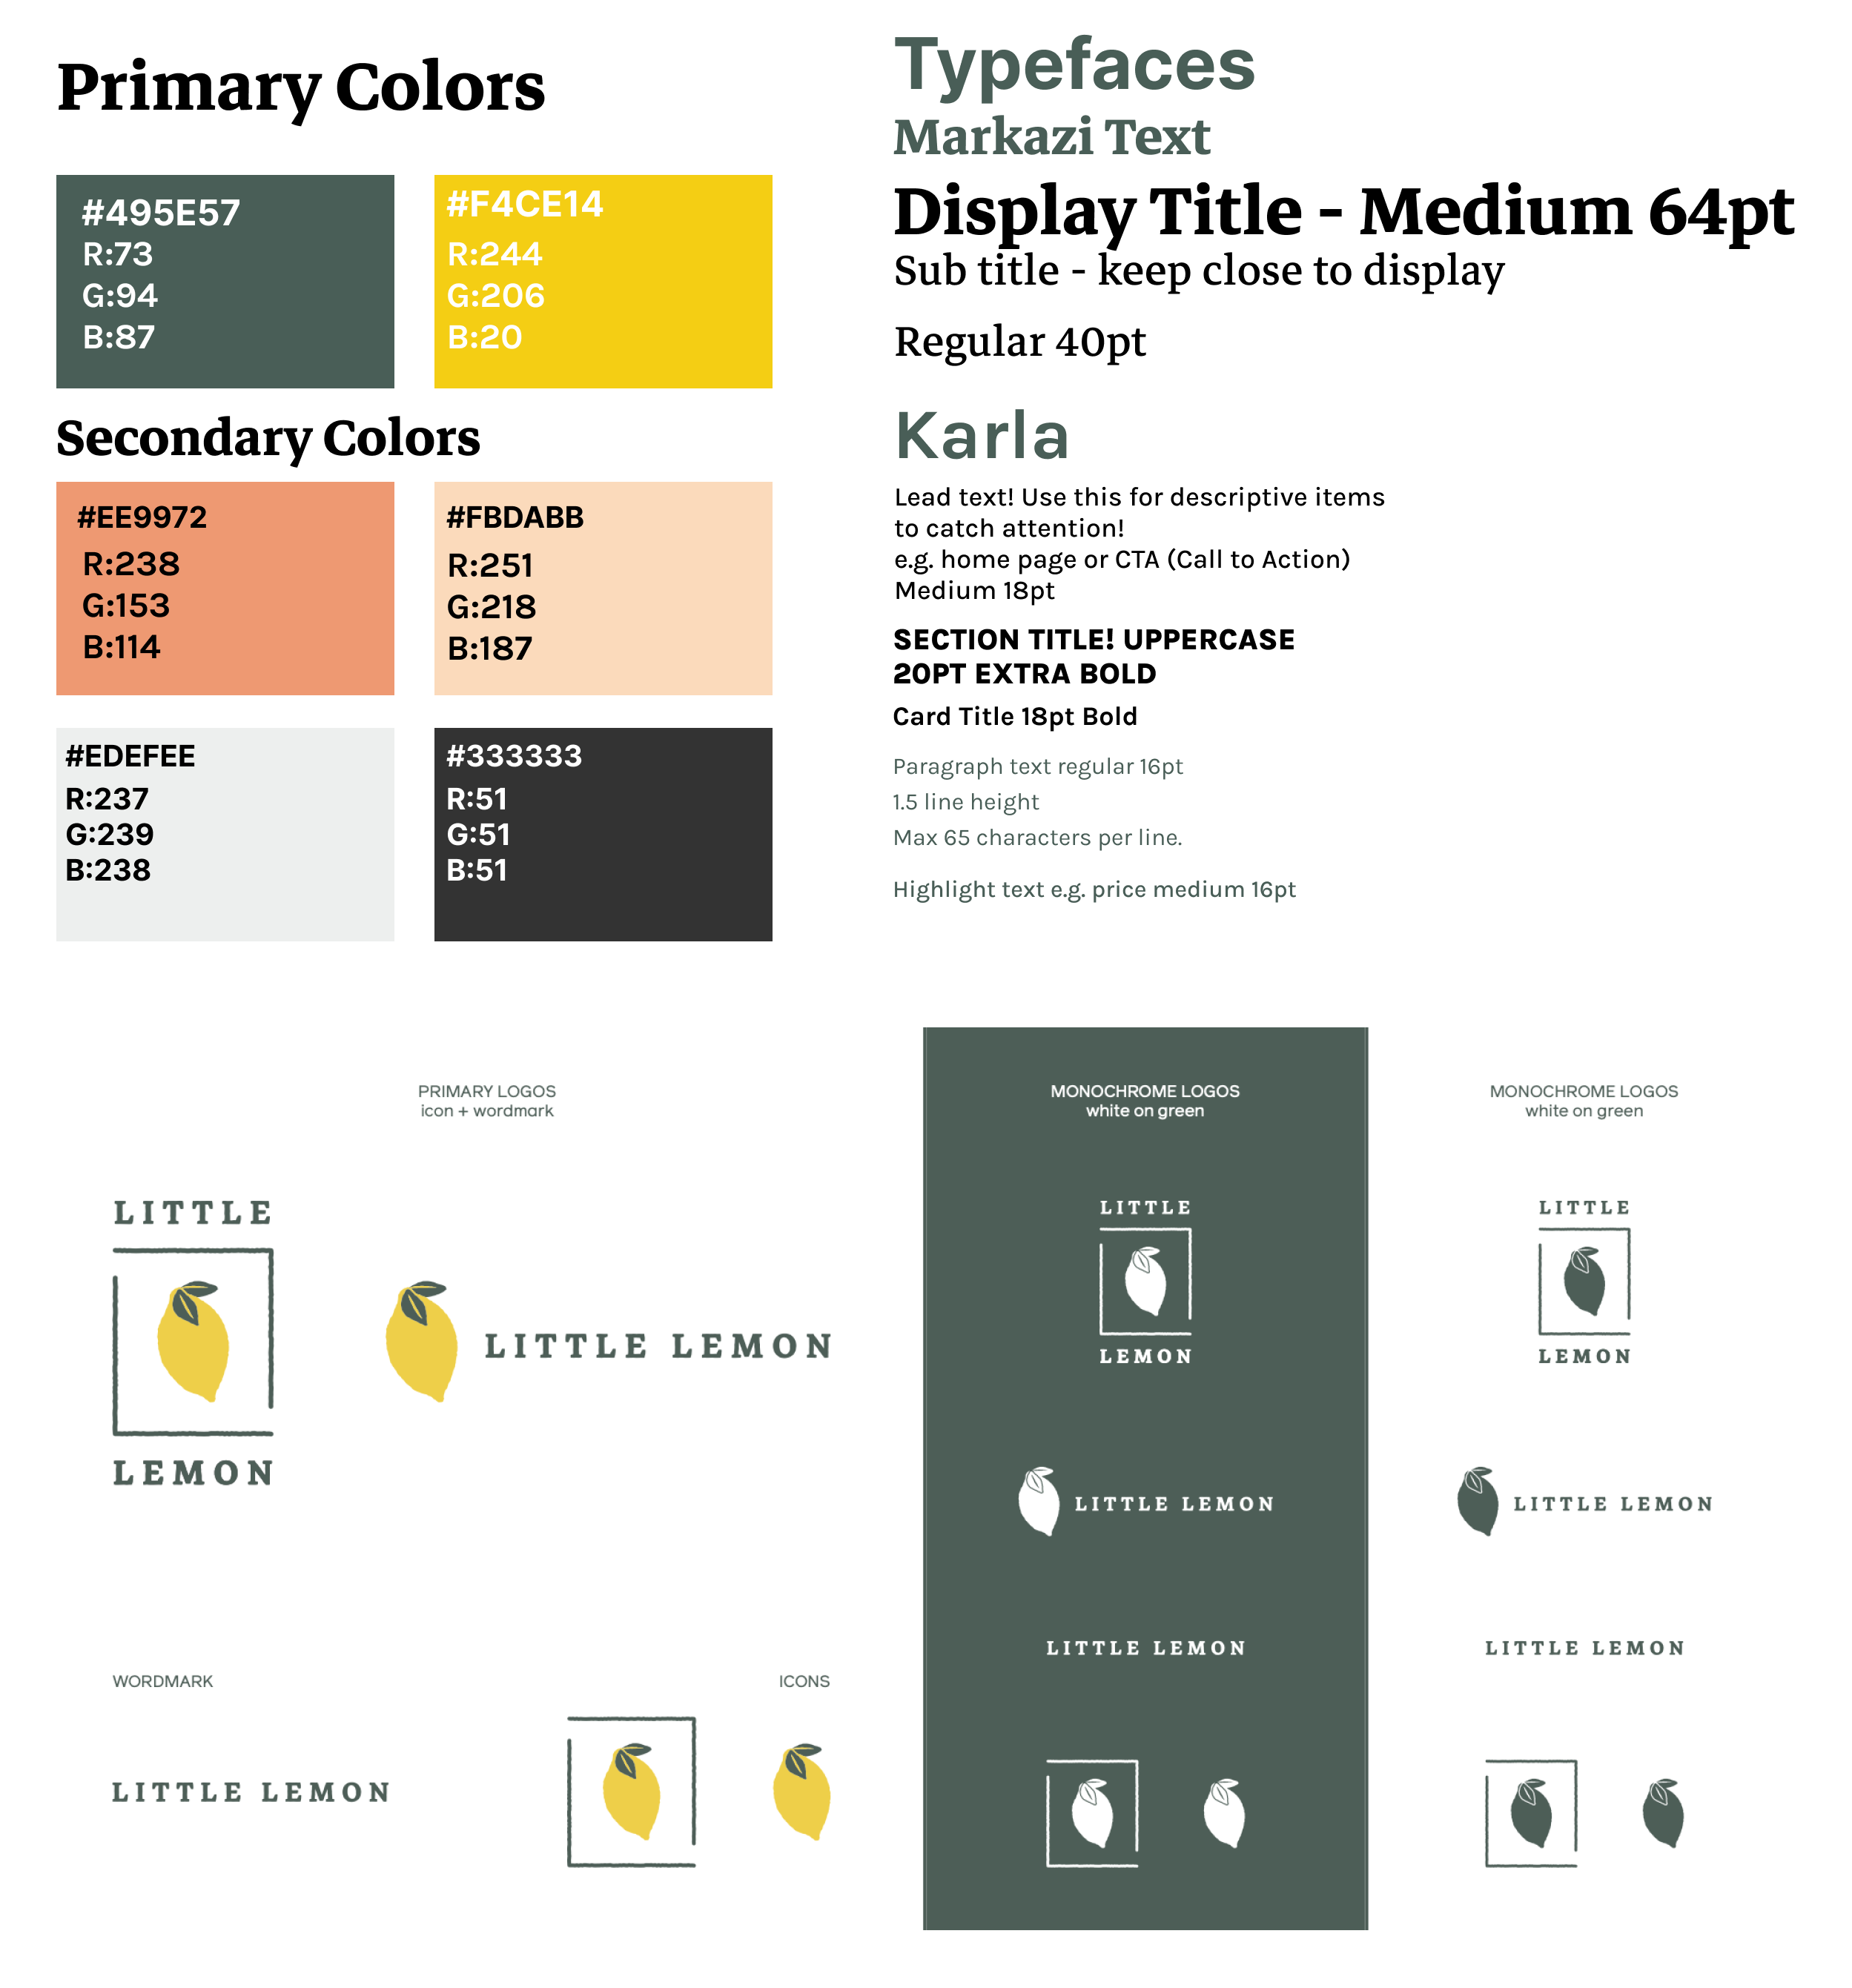 Primary Colors
#495E57
R:73
G:94
B:87
#F4CE14
R:244
G:206
B:20
Secondary Colors
#EE9972
R:238
G:153
B:114
#FBDABB
R:251
G:218
B:187
#EDEFEE
R:237
G:239
B:238
#333333
R:51
G:51
B:51
Typefaces
Markazi Text
Display Title - Medium 64pt
Sub title - keep close to display
Regular 40pt
Karla
Lead text! Use this for descriptive items
to catch attention!
e.g. home page or CTA (Call to Action)
Medium 18pt
SECTION TITLE! UPPERCASE
20PT EXTRA BOLD
Card Title 18pt Bold
Paragraph text regular 16pt
1.5 line height
Max 65 characters per line.
Highlight text e.g. price medium 16pt
PRIMARY LOGOS
icon + wordmark
LITTLE
LEMON
LITTLE LEMON
WORDMARK
LITTLE LEMON
ICONS
MONOCHROME LOGOS
white on green
LITTLE
LEMON
LITTLE LEMON
LITTLE LEMON
MONOCHROME LOGOS
white on green
LITTLE
LEMON
LITTLE LEMON
LITTLE LEMON